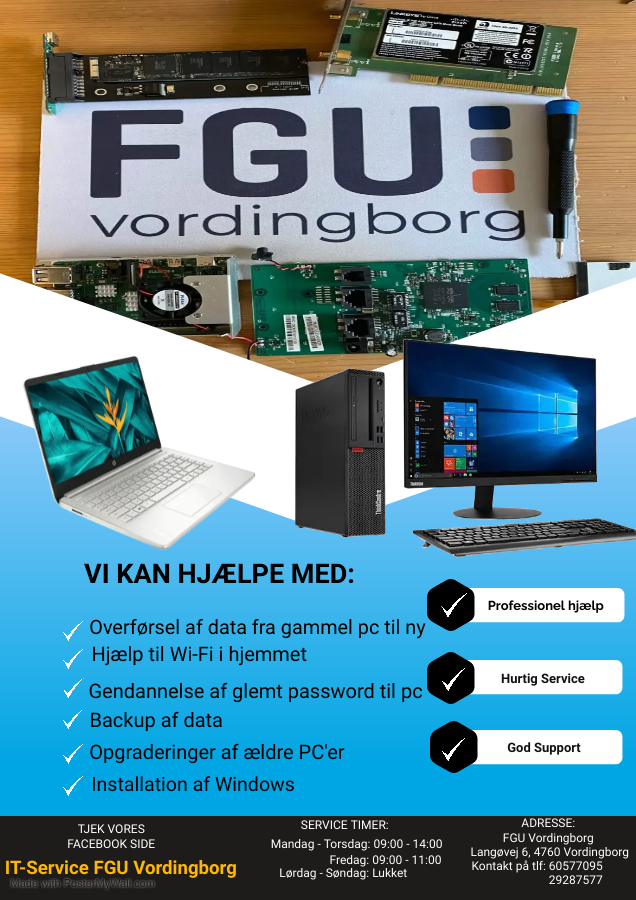 LINKSYS
FGU
vordingborg
ThinkCentre
VI KAN HJÆLPE MED:
Overførsel af data fra gammel pc til ny
Hjælp til Wi-Fi i hjemmet
Gendannelse af glemt password til pc
Backup af data
Opgraderinger af ældre PC'er
Installation af Windows
Professionel hjælp
Hurtig Service
God Support
TJEK VORES
FACEBOOK SIDE
IT-Service FGU Vordingborg
Made with PosterMyWall.com
SERVICE TIMER:
Mandag - Torsdag: 09:00 - 14:00
Fredag: 09:00 - 11:00
Lørdag - Søndag: Lukket
ADRESSE:
FGU Vordingborg
Langøvej 6, 4760 Vordingborg
Kontakt på tlf: 60577095
29287577